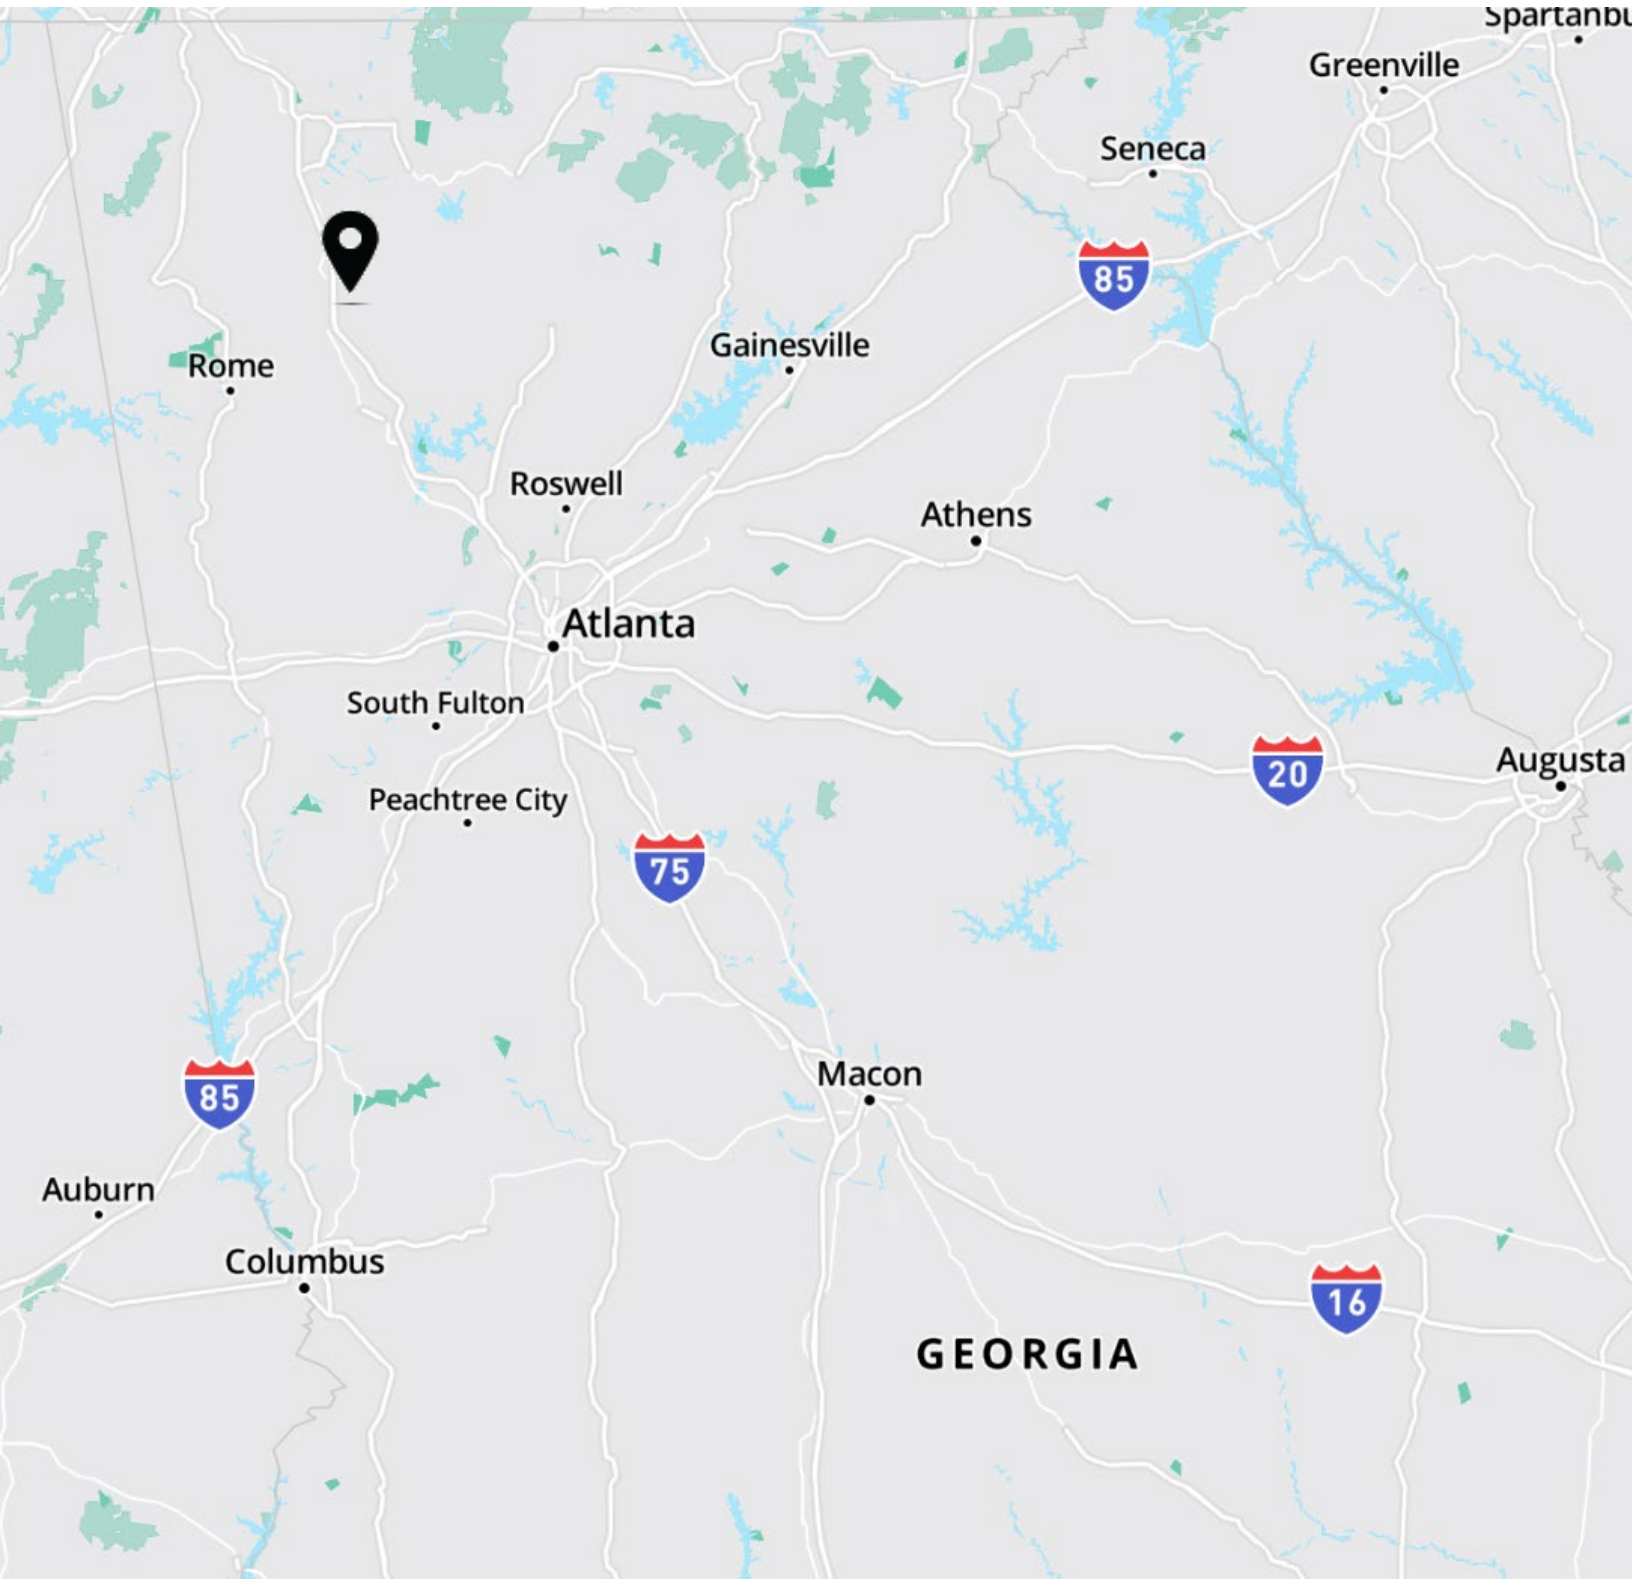 Spartanbu
Greenville
Seneca
85
Gainesville
Rome
Roswell
Athens
Atlanta
South Fulton
20
Augusta
Peachtree City
75
Macon
85
Auburn
Columbus
16
GEORGIA